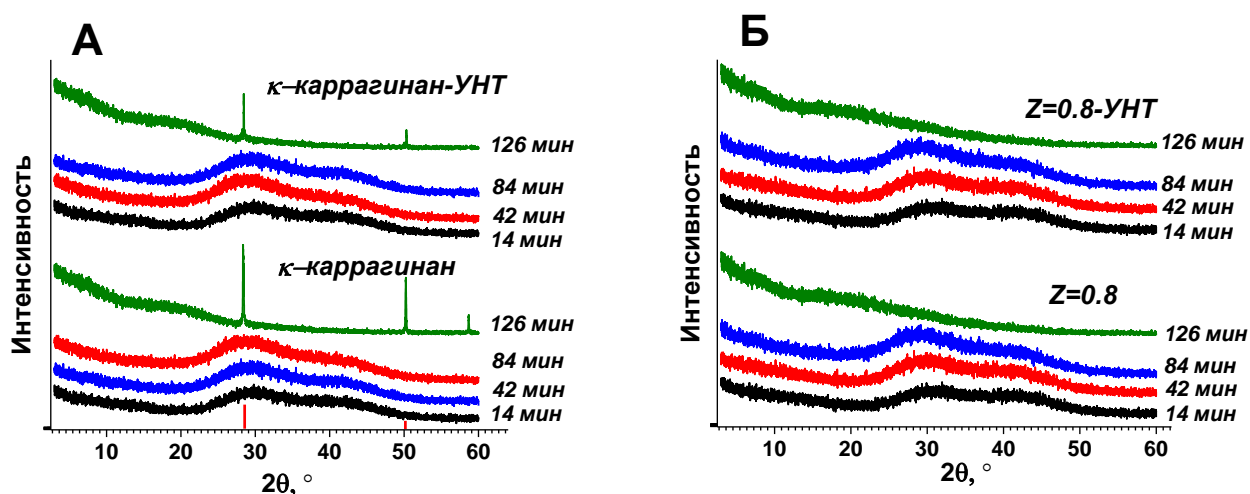 А
Интенсивность
κ–каррагинан-УНТ
126 мин
84 мин
42 мин
14 мин
κ–каррагинан
126 мин
84 мин
42 мин
14 мин
10 20 30 40 50 60
2θ, °
Б
Интенсивность
Z=0.8-УНТ
126 мин
84 мин
42 мин
14 мин
Z=0.8
126 мин
84 мин
42 мин
14 мин
10 20 30 40 50 60
2θ, °